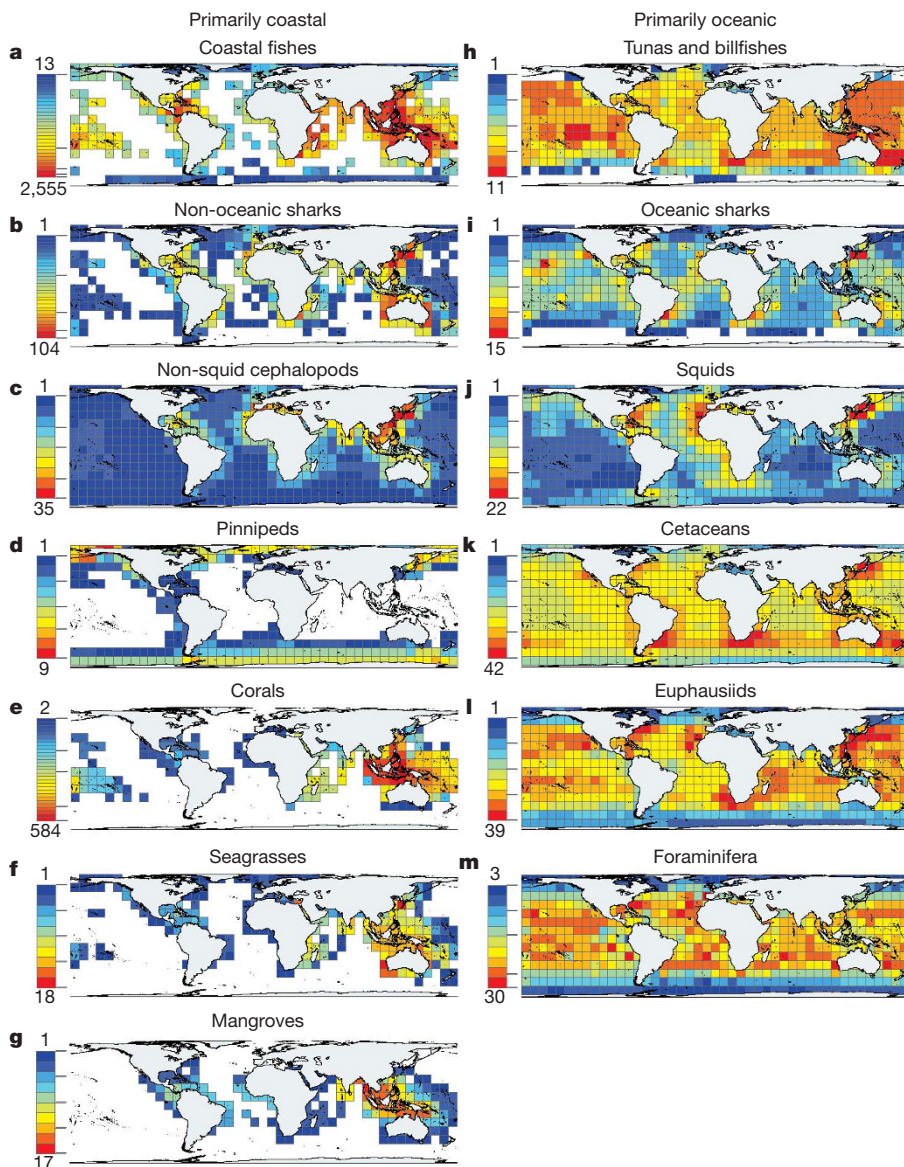 Primarily coastal
a
Coastal fishes
13
2,555
b
Non-oceanic sharks
1
104
c
Non-squid cephalopods
1
35
d
Pinnipeds
1
9
e
Corals
2
584
f
Seagrasses
1
18
g
Mangroves
1
17
Primarily oceanic
h
Tunas and billfishes
1
11
i
Oceanic sharks
1
15
j
Squids
1
22
k
Cetaceans
1
42
l
Euphausiids
1
39
m
Foraminifera
3
30